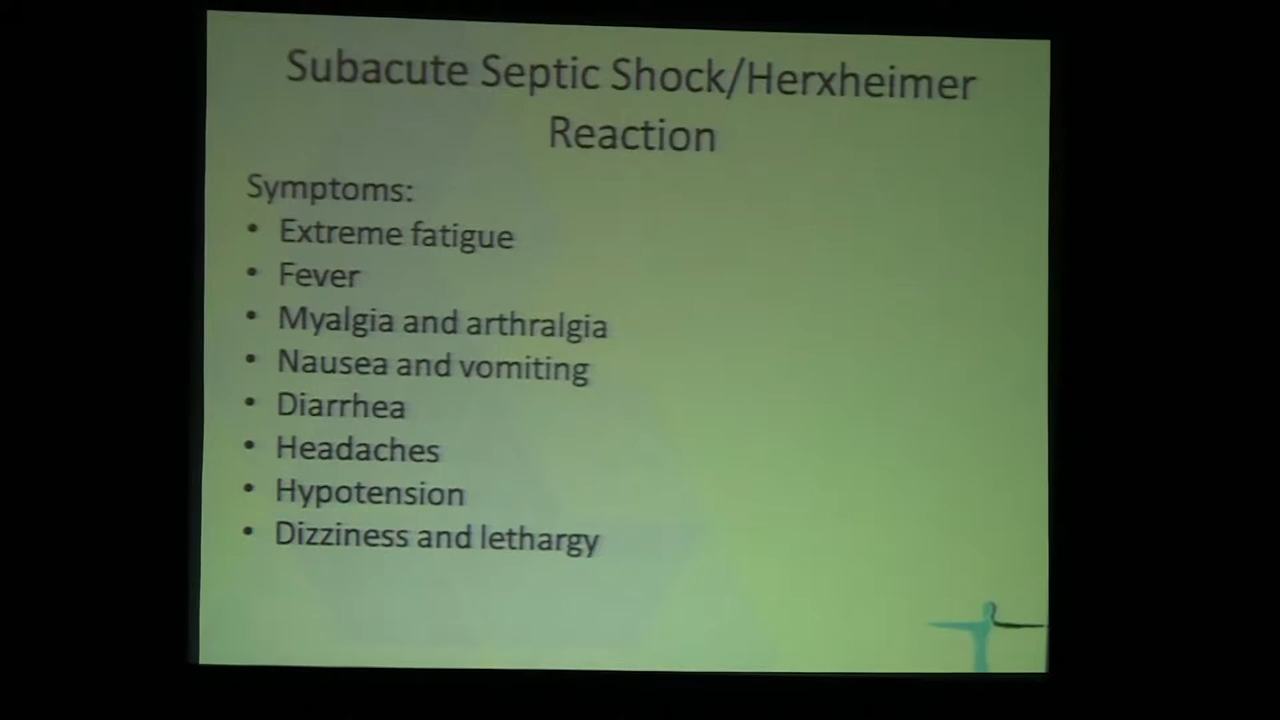 Subacute Septic Shock/Herxheimer
Reaction
Symptoms:
• Extreme fatigue
• Fever
• Myalgia and arthralgia
• Nausea and vomiting
• Diarrhea
• Headaches
• Hypotension
• Dizziness and lethargy